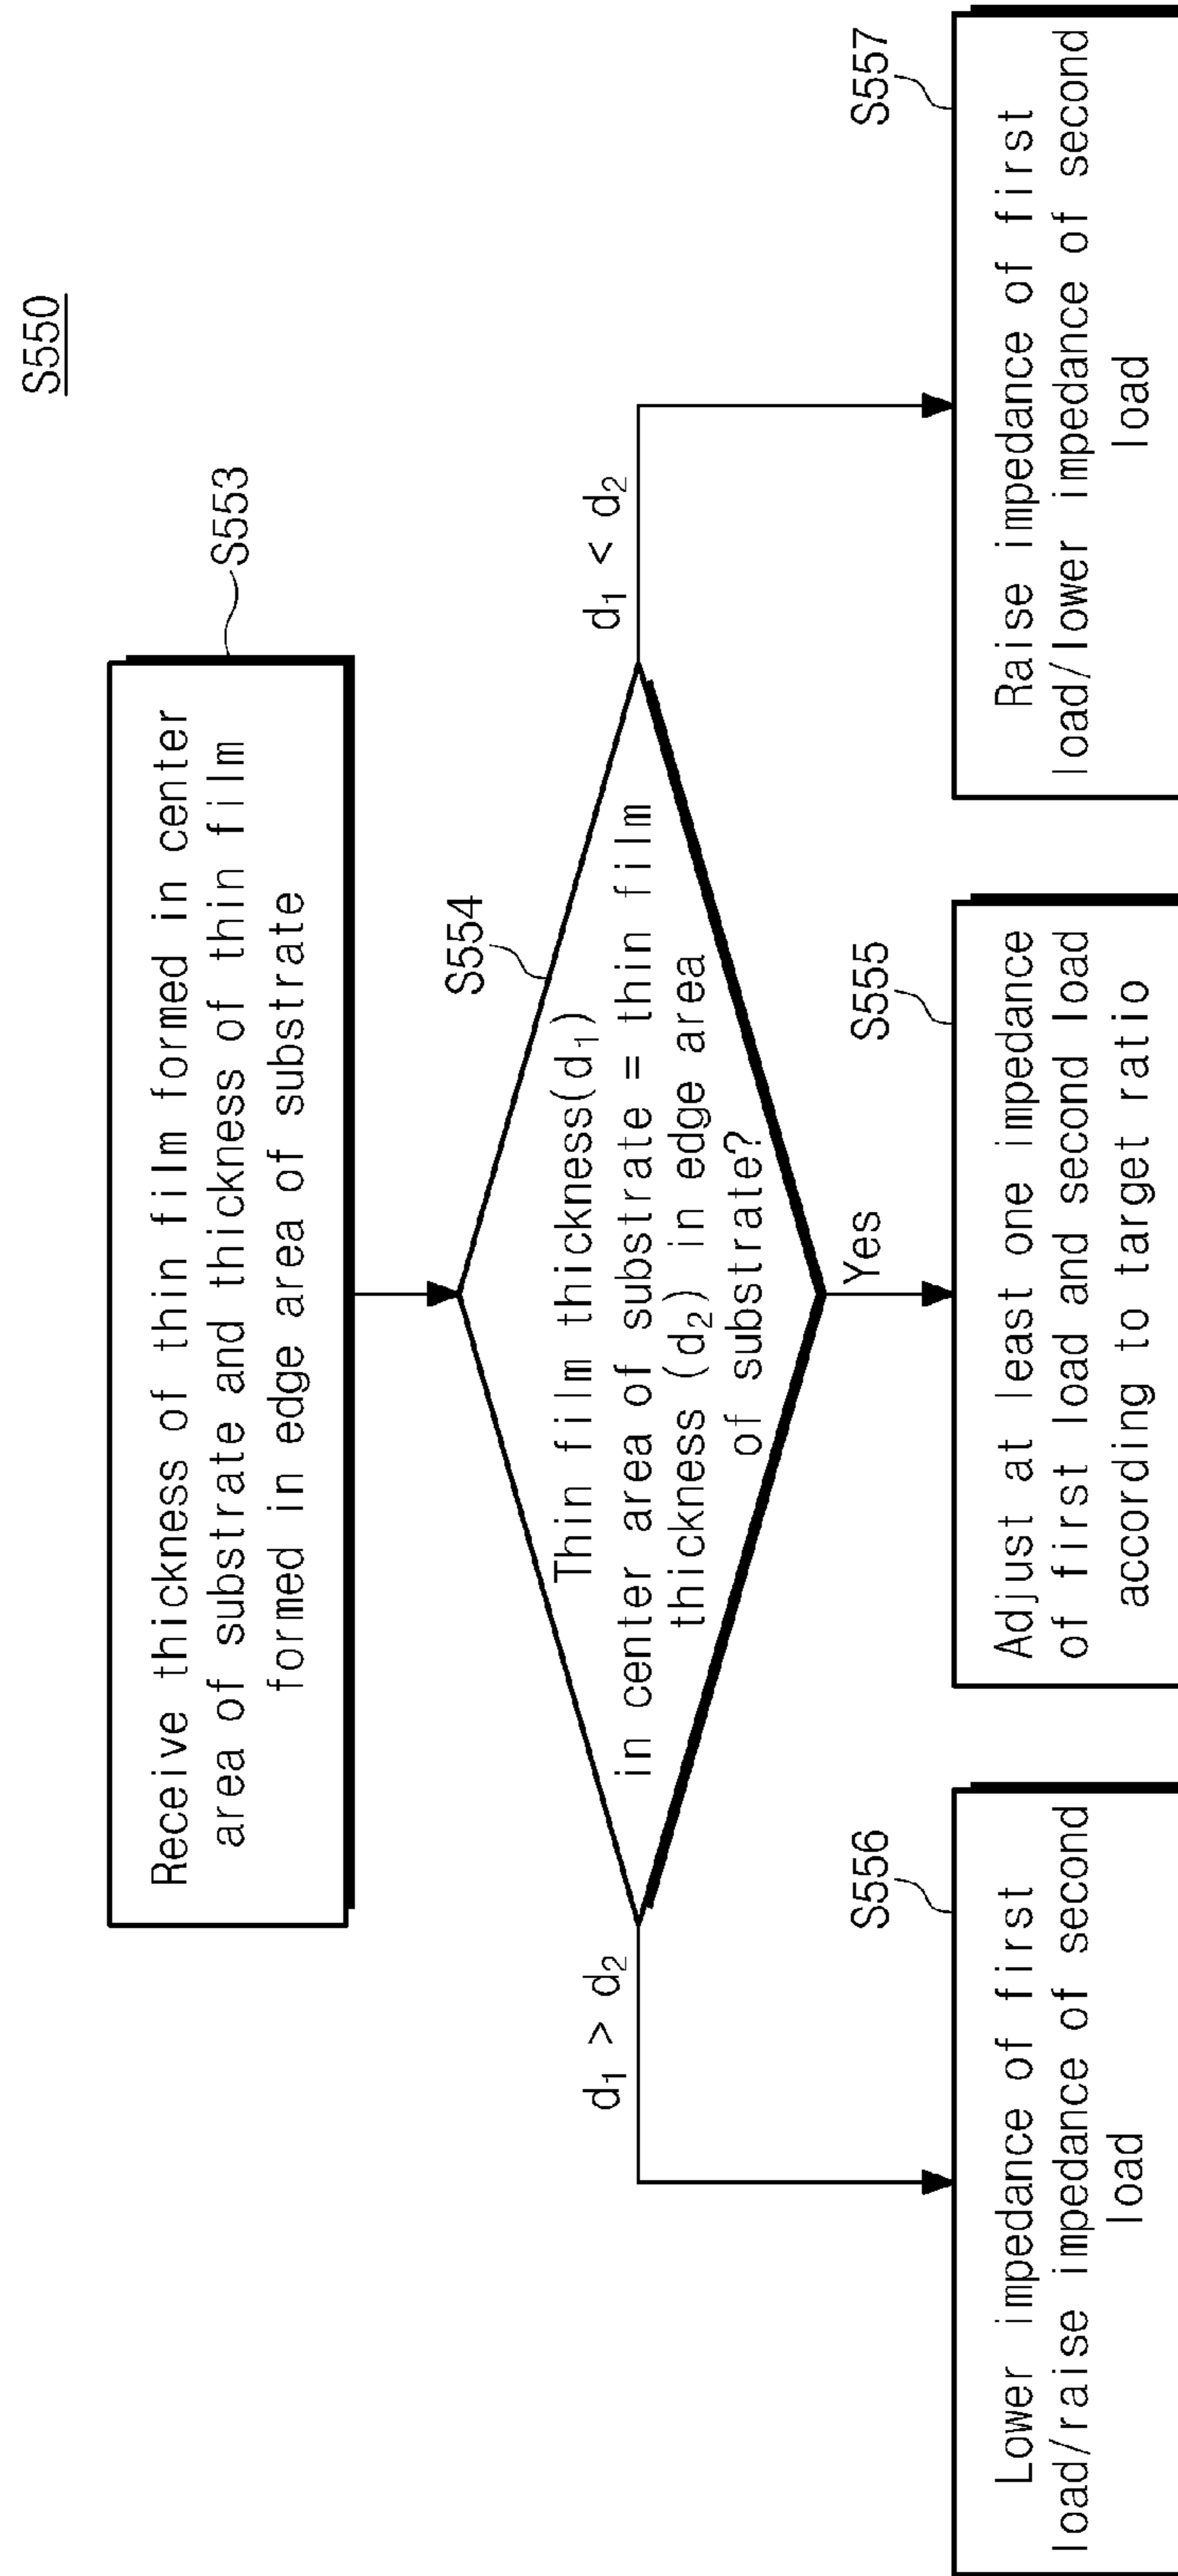 S550
S553
Receive thickness of thin film formed in center
area of substrate and thickness of thin film
formed in edge area of substrate
S554
Thin film thickness(d₁)
in center area of substrate = thin film
thickness (d₂) in edge area
of substrate?
d₁ > d₂
d₁ < d₂
Yes
S556
Lower impedance of first
load/raise impedance of second
load
S555
Adjust at least one impedance
of first load and second load
according to target ratio
S557
Raise impedance of first
load/lower impedance of second
load